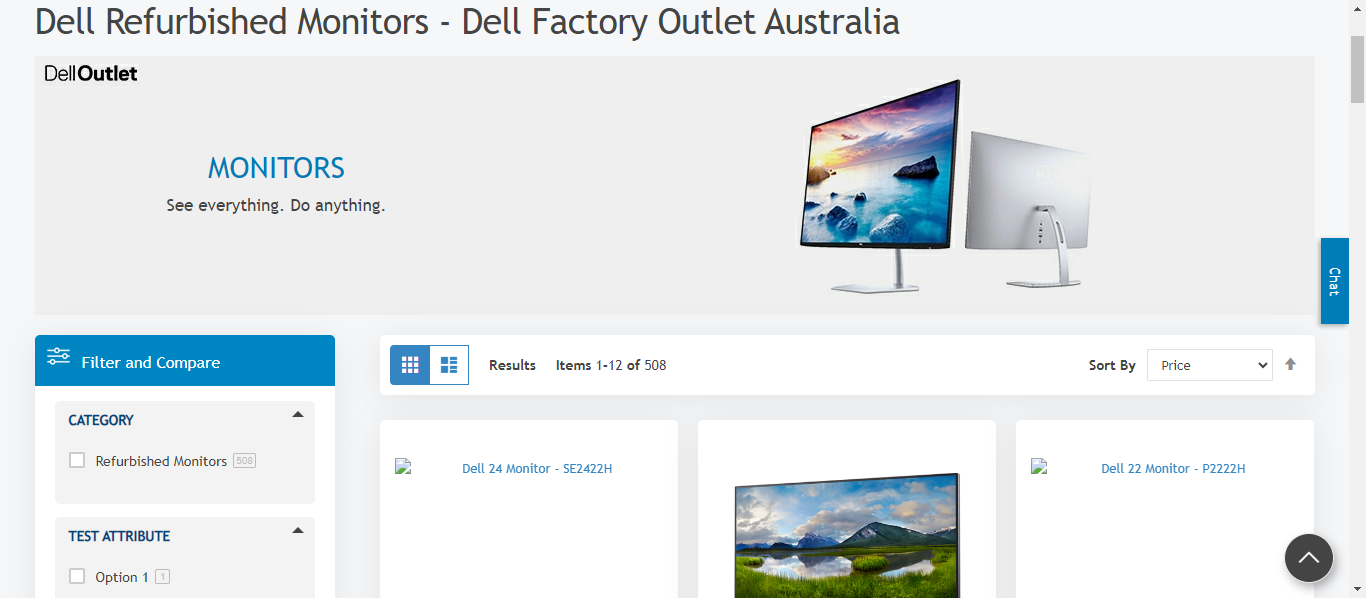 Dell Refurbished Monitors - Dell Factory Outlet Australia
DellOutlet
MONITORS
See everything. Do anything.
Chat
Filter and Compare
Results Items 1-12 of 508
Sort By Price
CATEGORY
Refurbished Monitors 508
TEST ATTRIBUTE
Option 1 1
Dell 24 Monitor - SE2422H
Dell 22 Monitor - P2222H